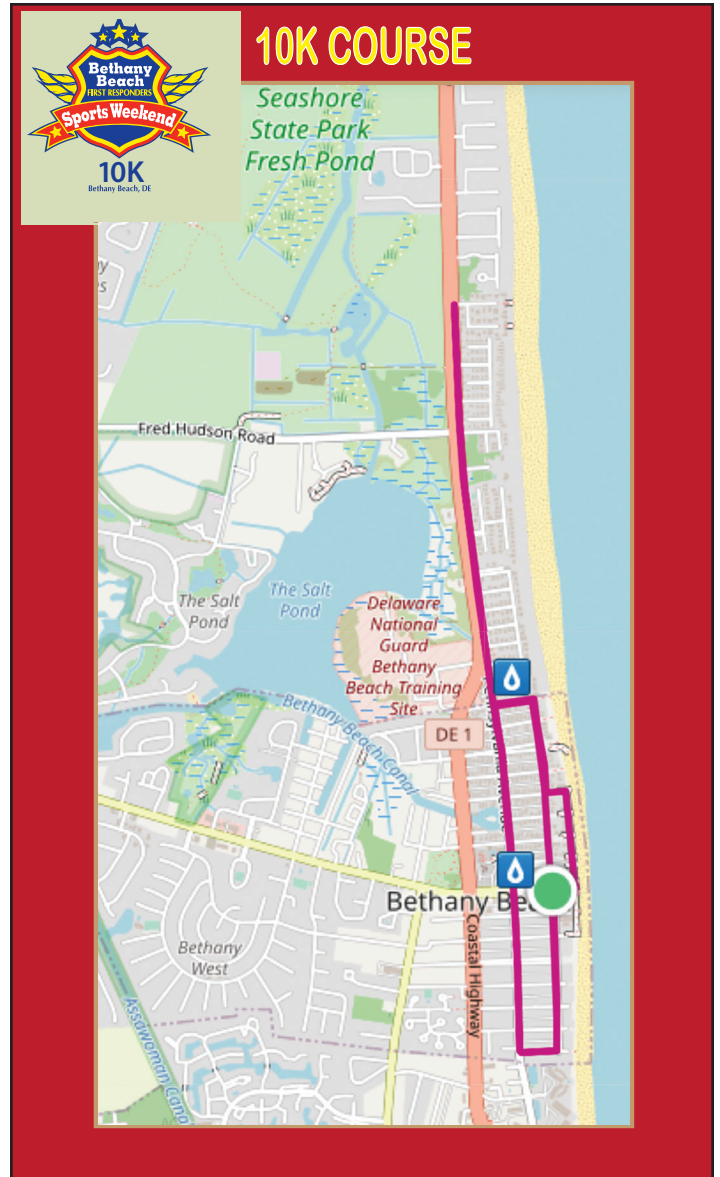 10K COURSE
Bethany
Beach
FIRST RESPONDERS
Sports Weekend
10K
Bethany Beach, DE
Seashore
State Park
Fresh Pond
Fred Hudson Road
The Salt
Pond
The Salt
Pond
Delaware
National
Guard
Bethany
Beach Training
Site
Bethany Beach Canal
DE 1
Bethany
Coastal Highway
Bethany
West
Assawoman Canal